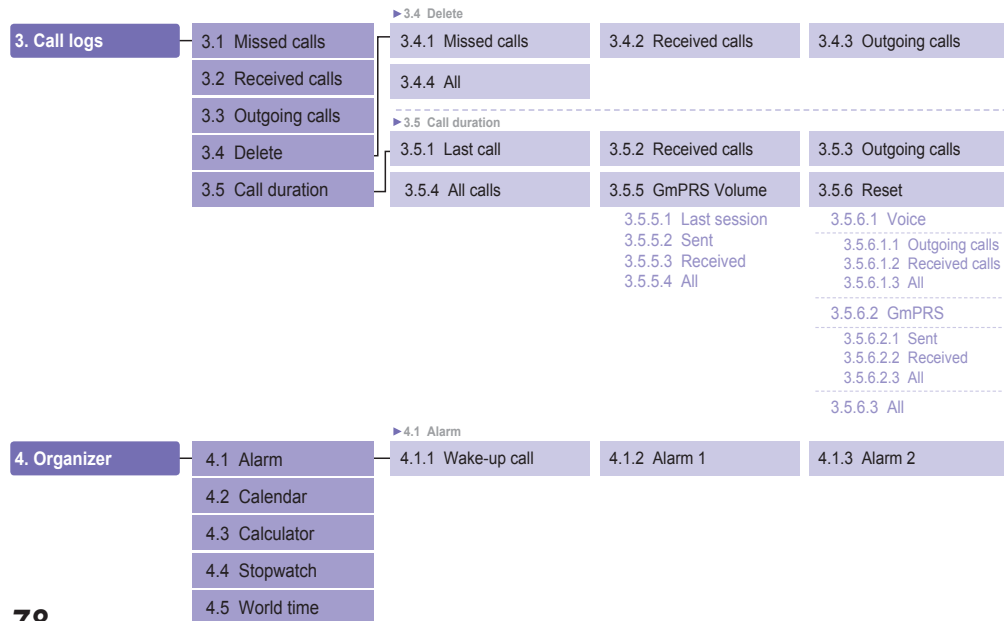 ►3.4 Delete
3. Call logs
3.1 Missed calls
3.4.1 Missed calls
3.4.2 Received calls
3.4.3 Outgoing calls
3.2 Received calls
3.4.4 All
3.3 Outgoing calls
►3.5 Call duration
3.4 Delete
3.5.1 Last call
3.5.2 Received calls
3.5.3 Outgoing calls
3.5 Call duration
3.5.4 All calls
3.5.5 GmPRS Volume
3.5.6 Reset
3.5.5.1 Last session
3.5.5.2 Sent
3.5.5.3 Received
3.5.5.4 All
3.5.6.1 Voice
3.5.6.1.1 Outgoing calls
3.5.6.1.2 Received calls
3.5.6.1.3 All
3.5.6.2 GmPRS
3.5.6.2.1 Sent
3.5.6.2.2 Received
3.5.6.2.3 All
3.5.6.3 All
►4.1 Alarm
4. Organizer
4.1 Alarm
4.1.1 Wake-up call
4.1.2 Alarm 1
4.1.3 Alarm 2
4.2 Calendar
4.3 Calculator
4.4 Stopwatch
4.5 World time
78